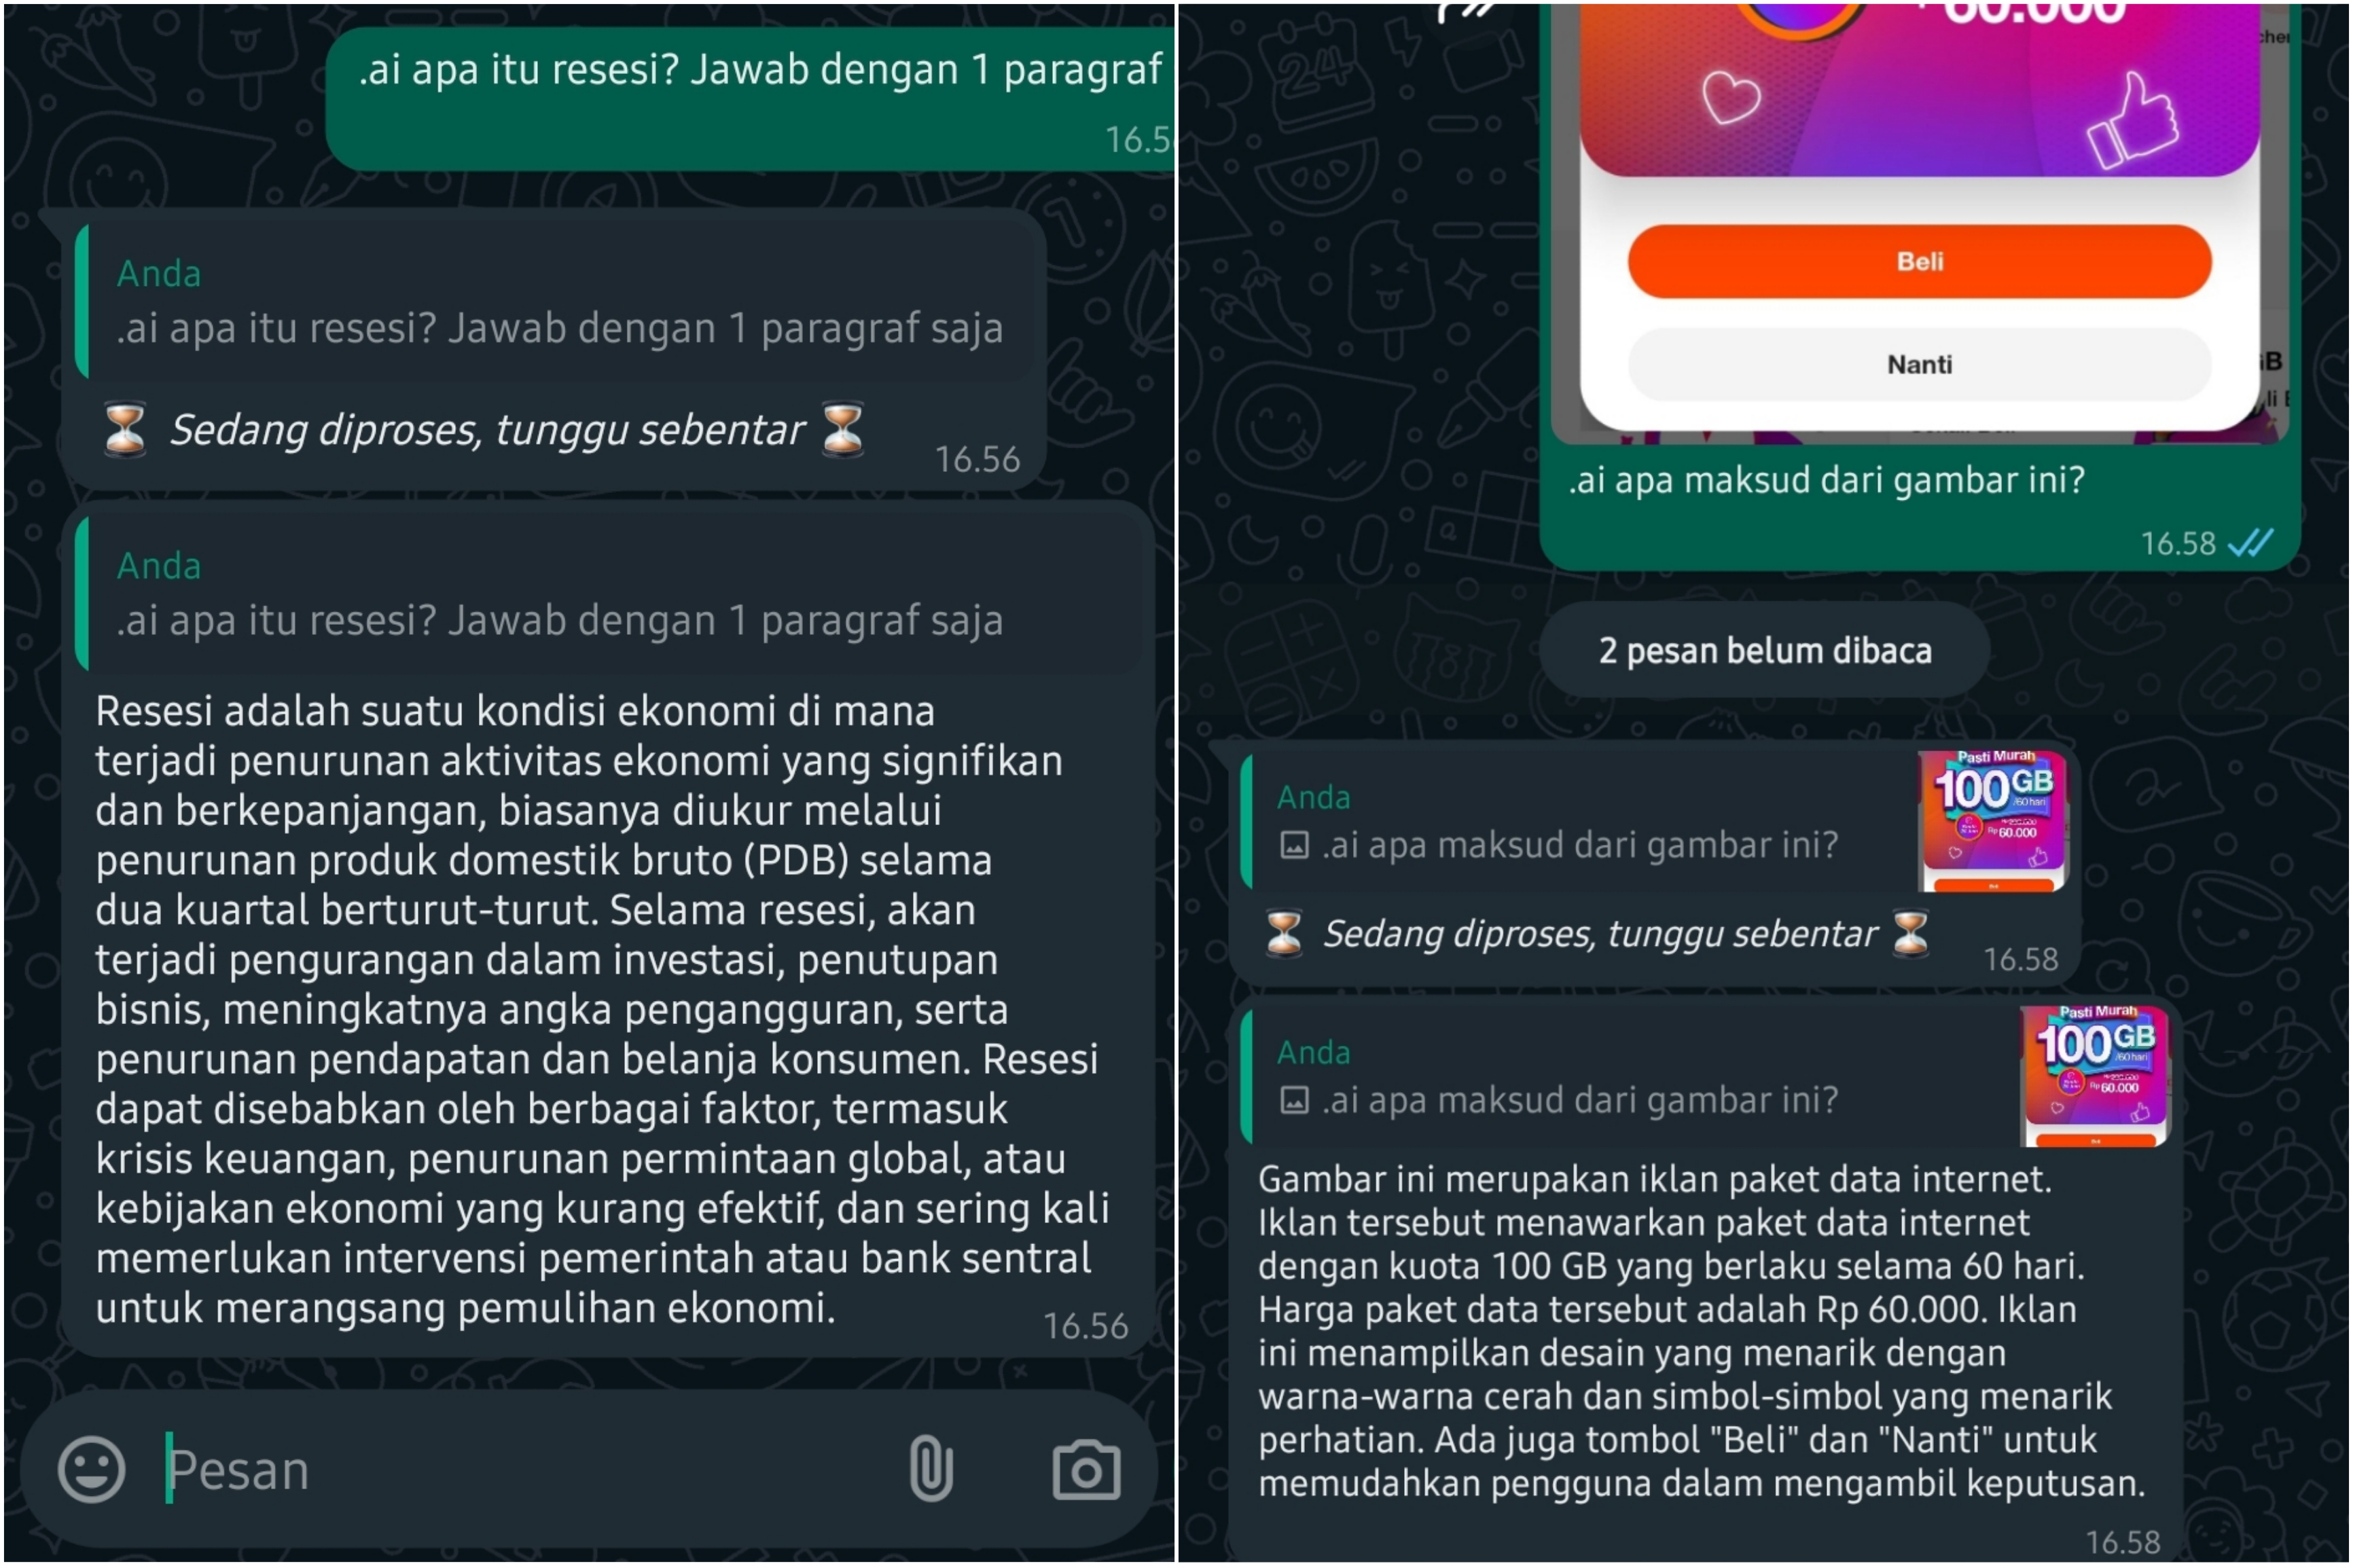 .ai apa itu resesi? Jawab dengan 1 paragraf
16.5
Anda
.ai apa itu resesi? Jawab dengan 1 paragraf saja
⏳ Sedang diproses, tunggu sebentar ⏳
16.56
Anda
.ai apa itu resesi? Jawab dengan 1 paragraf saja
Resesi adalah suatu kondisi ekonomi di mana
terjadi penurunan aktivitas ekonomi yang signifikan
dan berkepanjangan, biasanya diukur melalui
penurunan produk domestik bruto (PDB) selama
dua kuartal berturut-turut. Selama resesi, akan
terjadi pengurangan dalam investasi, penutupan
bisnis, meningkatnya angka pengangguran, serta
penurunan pendapatan dan belanja konsumen. Resesi
dapat disebabkan oleh berbagai faktor, termasuk
krisis keuangan, penurunan permintaan global, atau
kebijakan ekonomi yang kurang efektif, dan sering kali
memerlukan intervensi pemerintah atau bank sentral
untuk merangsang pemulihan ekonomi.
16.56
Pesan
60.000
Beli
Nanti
.ai apa maksud dari gambar ini?
16.58
2 pesan belum dibaca
Anda
.ai apa maksud dari gambar ini?
Pasti Murah
100GB
/60hari
Rp60.000
⏳ Sedang diproses, tunggu sebentar ⏳
16.58
Anda
.ai apa maksud dari gambar ini?
Pasti Murah
100GB
/60hari
Rp60.000
Gambar ini merupakan iklan paket data internet.
Iklan tersebut menawarkan paket data internet
dengan kuota 100 GB yang berlaku selama 60 hari.
Harga paket data tersebut adalah Rp 60.000. Iklan
ini menampilkan desain yang menarik dengan
warna-warna cerah dan simbol-simbol yang menarik
perhatian. Ada juga tombol "Beli" dan "Nanti" untuk
memudahkan pengguna dalam mengambil keputusan.
16.58